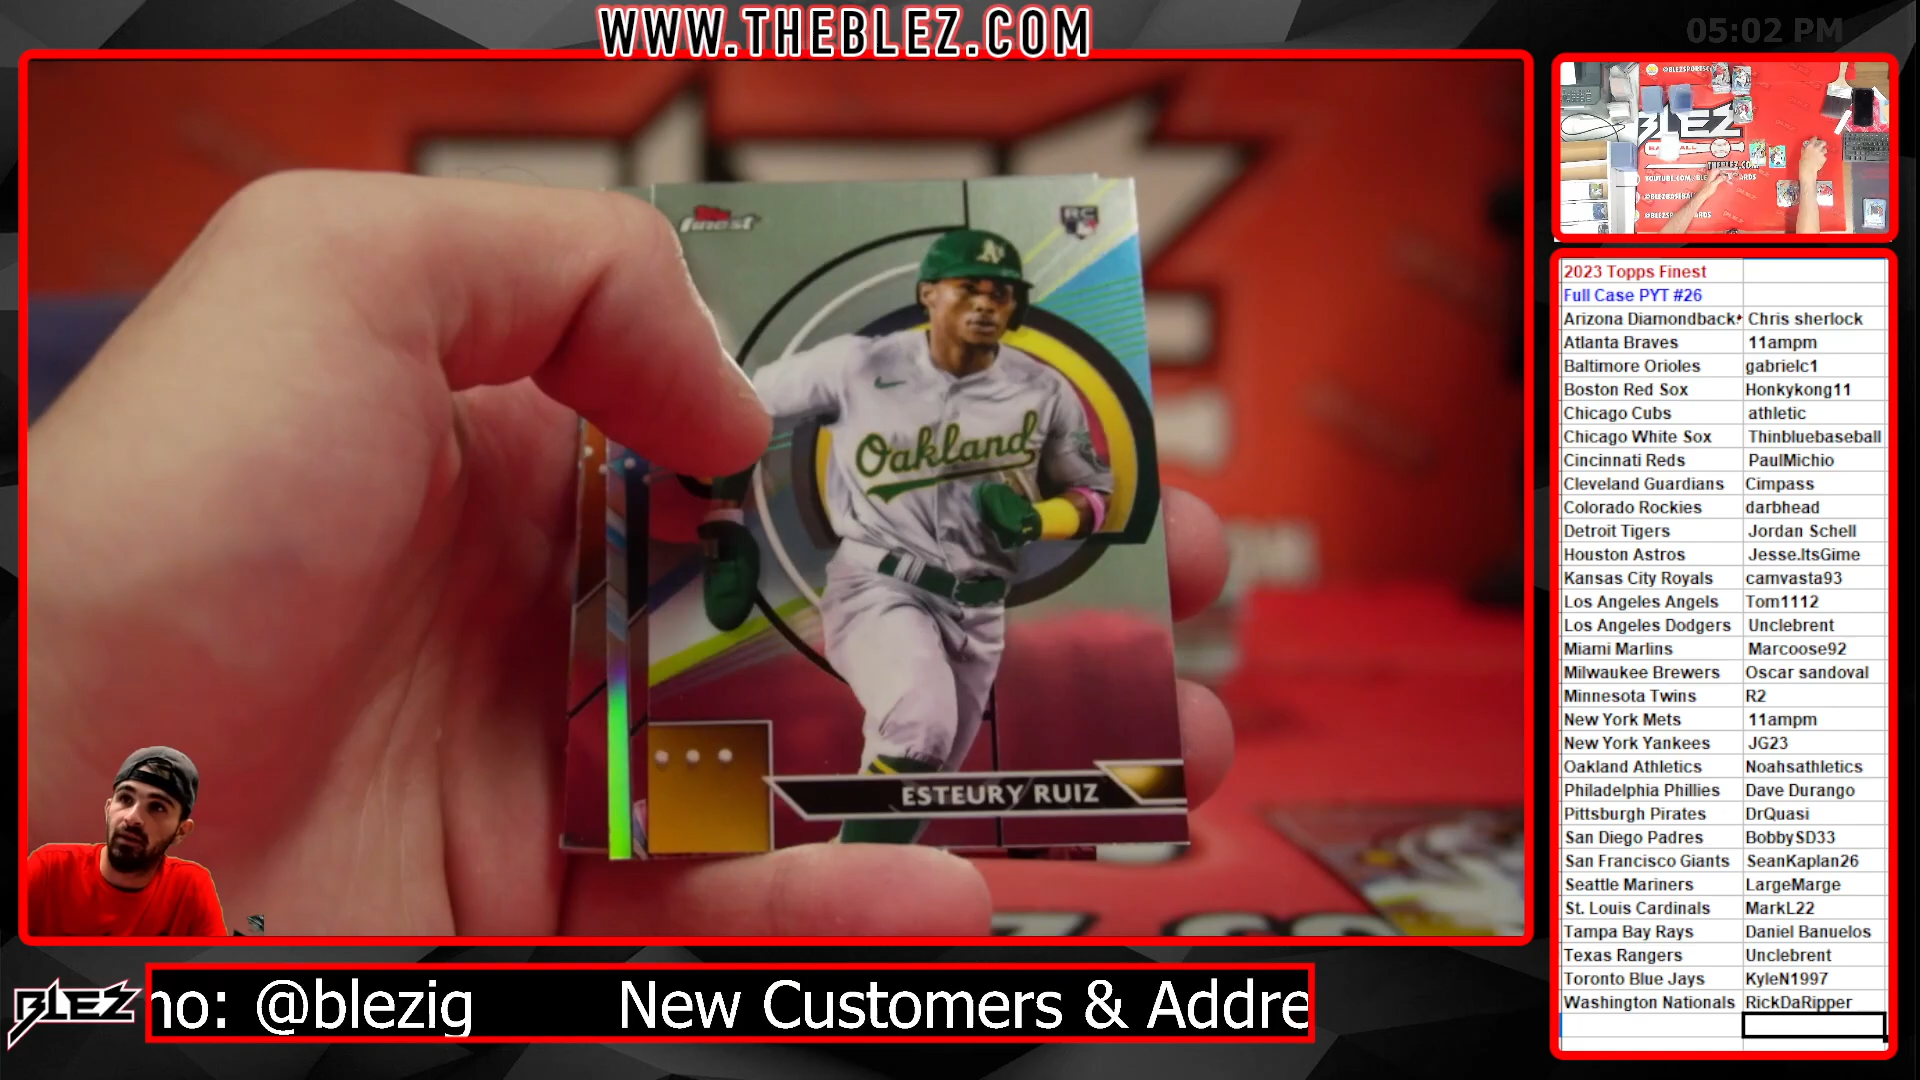 WWW.THEBLEZ.COM
05:02 PM
Finest
RC
A's
Oakland
ESTEURY RUIZ
BLEZ
THEBLEZ.CO
2023 Topps Finest
Full Case PYT #26
Arizona Diamondback Chris sherlock
Atlanta Braves 11ampm
Baltimore Orioles gabrielc1
Boston Red Sox Honkykong11
Chicago Cubs athletic
Chicago White Sox Thinbluebaseball
Cincinnati Reds PaulMichio
Cleveland Guardians Cimpass
Colorado Rockies darbhead
Detroit Tigers Jordan Schell
Houston Astros Jesse.ItsGime
Kansas City Royals camvasta93
Los Angeles Angels Tom1112
Los Angeles Dodgers Unclebrent
Miami Marlins Marcoose92
Milwaukee Brewers Oscar sandoval
Minnesota Twins R2
New York Mets 11ampm
New York Yankees JG23
Oakland Athletics Noahsathletics
Philadelphia Phillies Dave Durango
Pittsburgh Pirates DrQuasi
San Diego Padres BobbySD33
San Francisco Giants SeanKaplan26
Seattle Mariners LargeMarge
St. Louis Cardinals MarkL22
Tampa Bay Rays Daniel Banuelos
Texas Rangers Unclebrent
Toronto Blue Jays KyleN1997
Washington Nationals RickDaRipper
BLEZ
no: @blezig New Customers & Addre